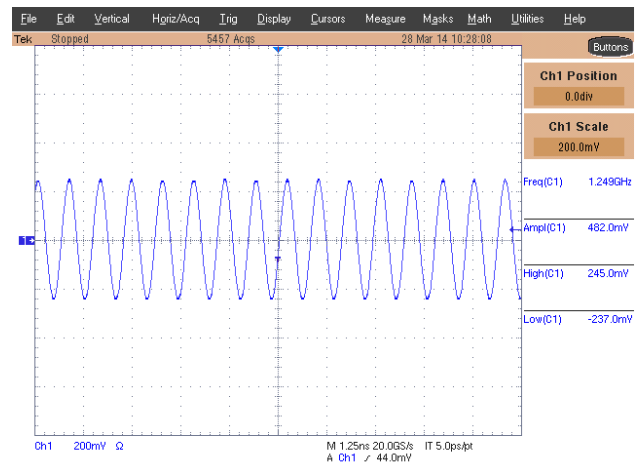 File Edit Vertical Horiz/Acq Trig Display Cursors Measure Masks Math Utilities Help
Tek Stopped 5457 Acqs 28 Mar 14 10:28:08
Buttons
Ch1 Position
0.0div
Ch1 Scale
200.0mV
Freq(C1) 1.249GHz
Ampl(C1) 482.0mV
1
High(C1) 245.0mV
Low(C1) -237.0mV
Ch1 200mV Ω M 1.25ns 20.0GS/s IT 5.0ps/pt
A Ch1 ∕ 44.0mV